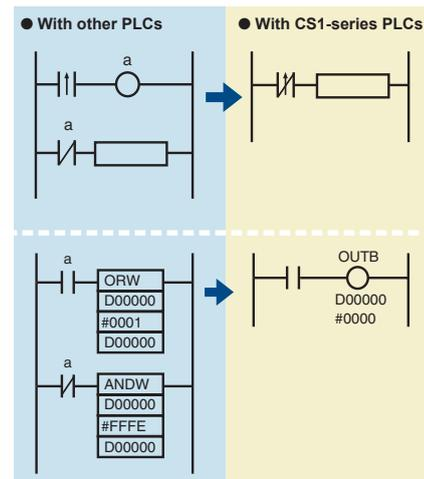 ● With other PLCs
● With CS1-series PLCs
a
a
a
ORW
D00000
#0001
D00000
a
ANDW
D00000
#FFFE
D00000
OUTB
D00000
#0000